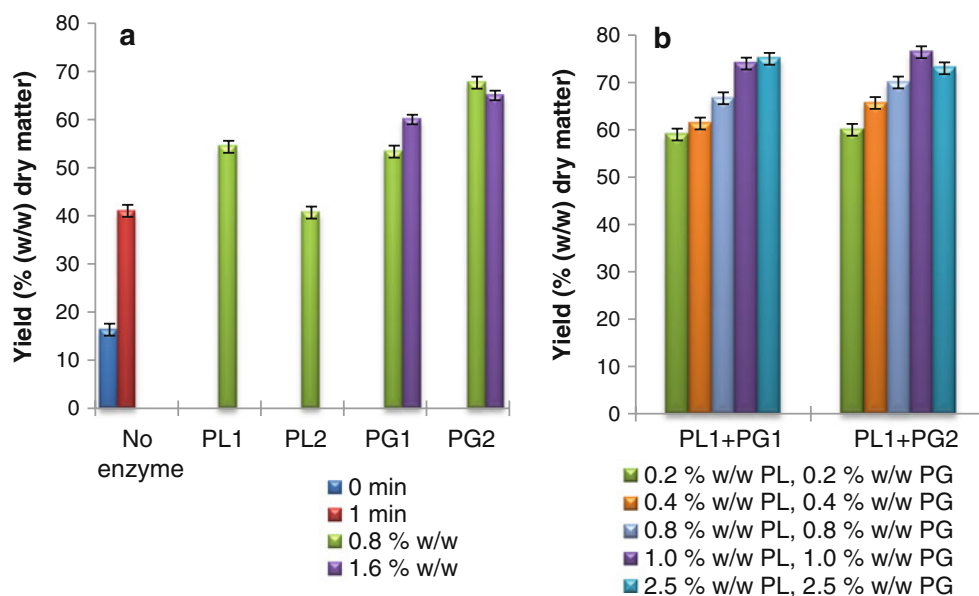 a
Yield (% (w/w) dry matter)
80
70
60
50
40
30
20
10
0
No
enzyme
PL1
PL2
PG1
PG2
0 min
1 min
0.8 % w/w
1.6 % w/w
b
Yield (% (w/w) dry matter)
80
70
60
50
40
30
20
10
0
PL1+PG1
PL1+PG2
0.2 % w/w PL, 0.2 % w/w PG
0.4 % w/w PL, 0.4 % w/w PG
0.8 % w/w PL, 0.8 % w/w PG
1.0 % w/w PL, 1.0 % w/w PG
2.5 % w/w PL, 2.5 % w/w PG